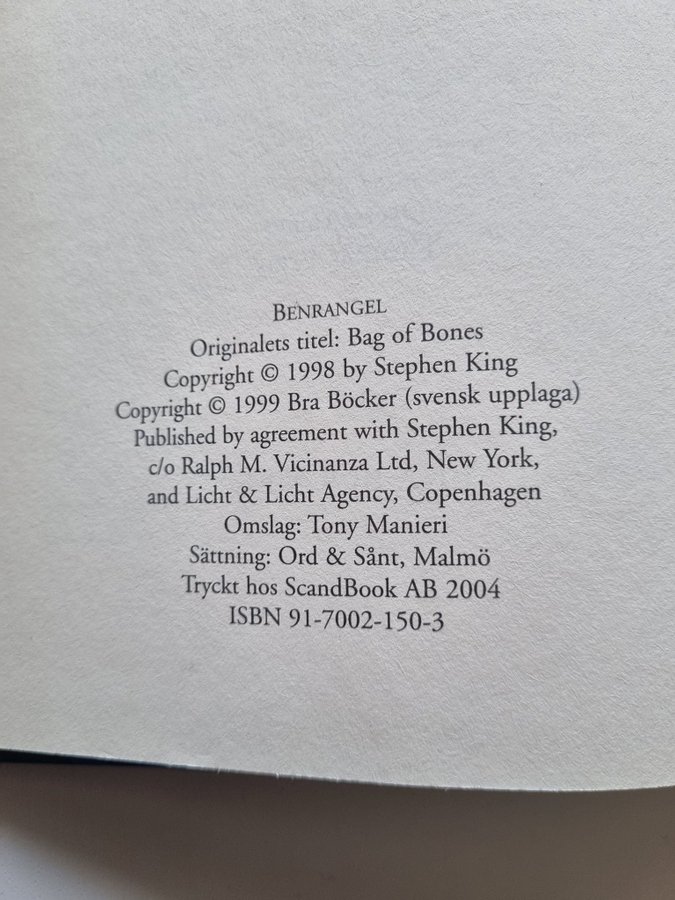 BENRANGEL
Originalets titel: Bag of Bones
Copyright © 1998 by Stephen King
Copyright © 1999 Bra Böcker (svensk upplaga)
Published by agreement with Stephen King,
c/o Ralph M. Vicinanza Ltd, New York,
and Licht & Licht Agency, Copenhagen
Omslag: Tony Manieri
Sättning: Ord & Sånt, Malmö
Tryckt hos ScandBook AB 2004
ISBN 91-7002-150-3